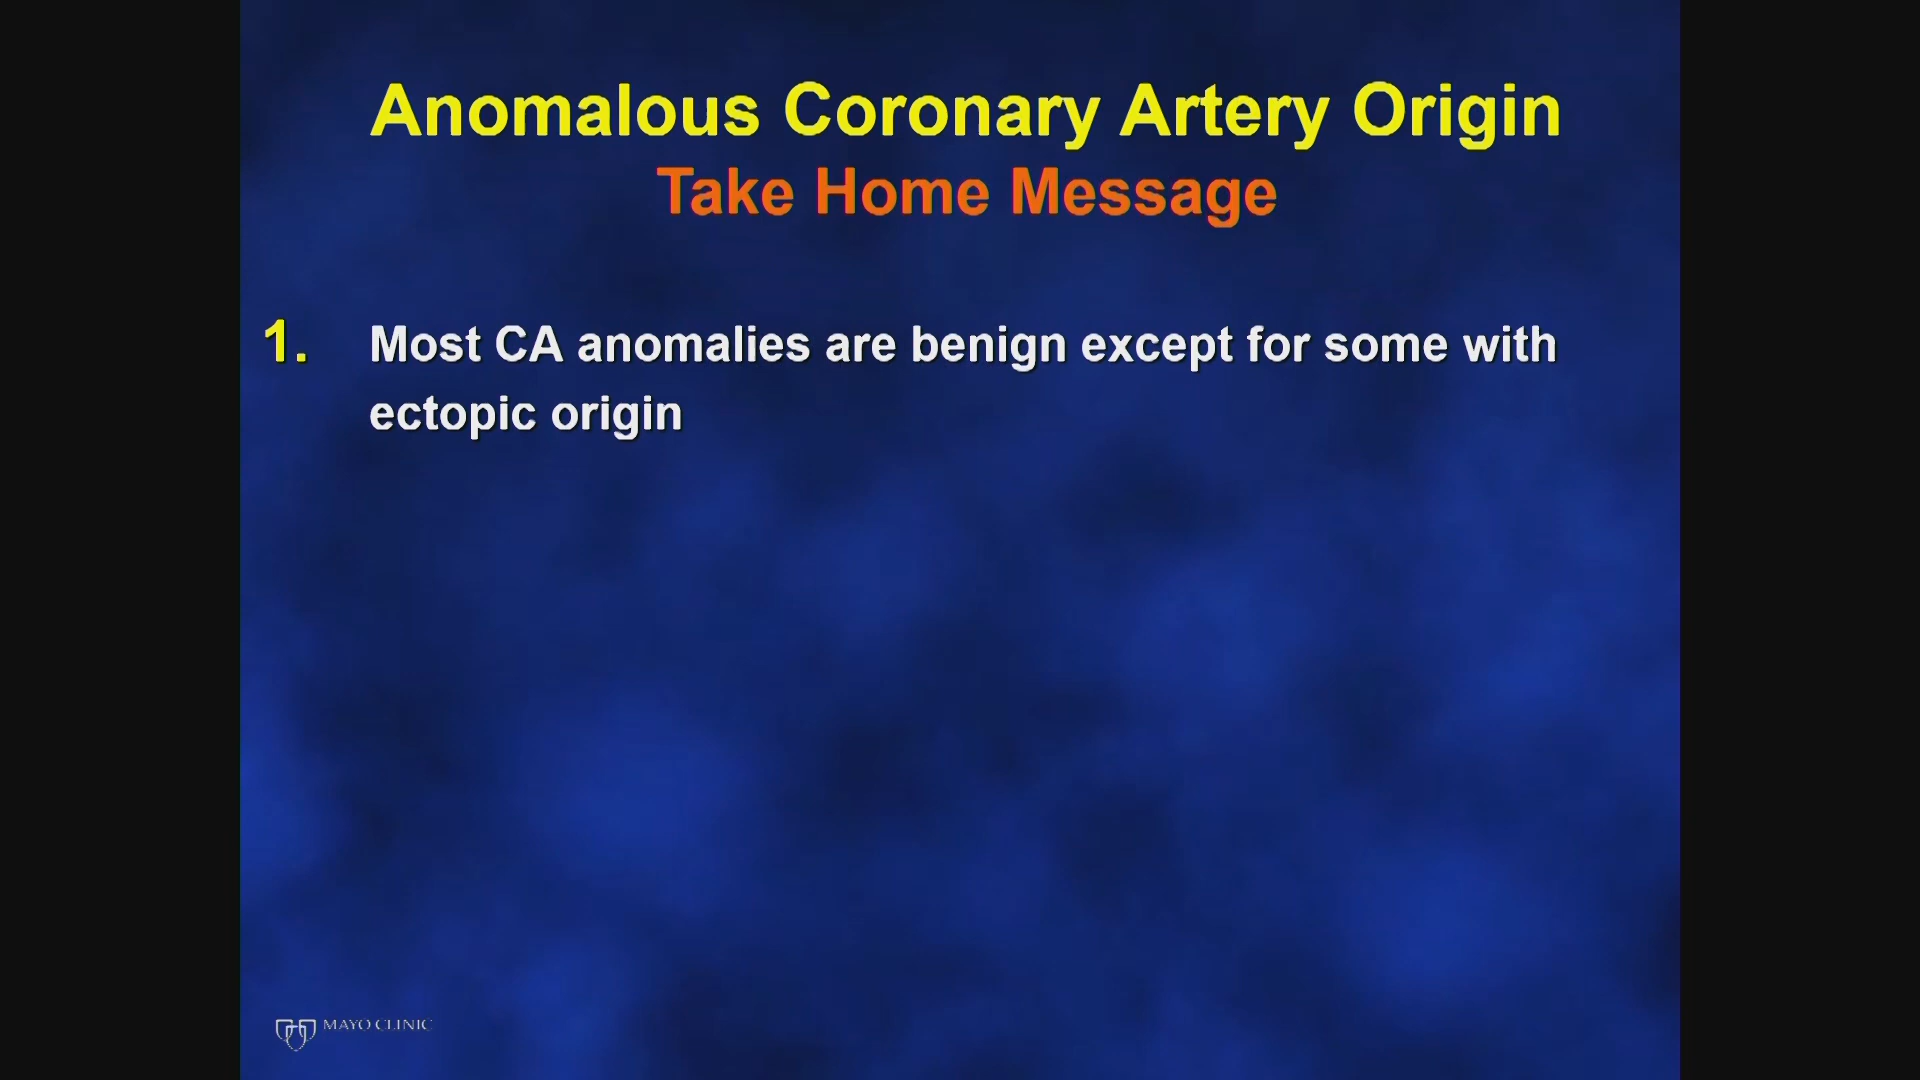 Anomalous Coronary Artery Origin
Take Home Message
1. Most CA anomalies are benign except for some with
ectopic origin
MAYO CLINIC